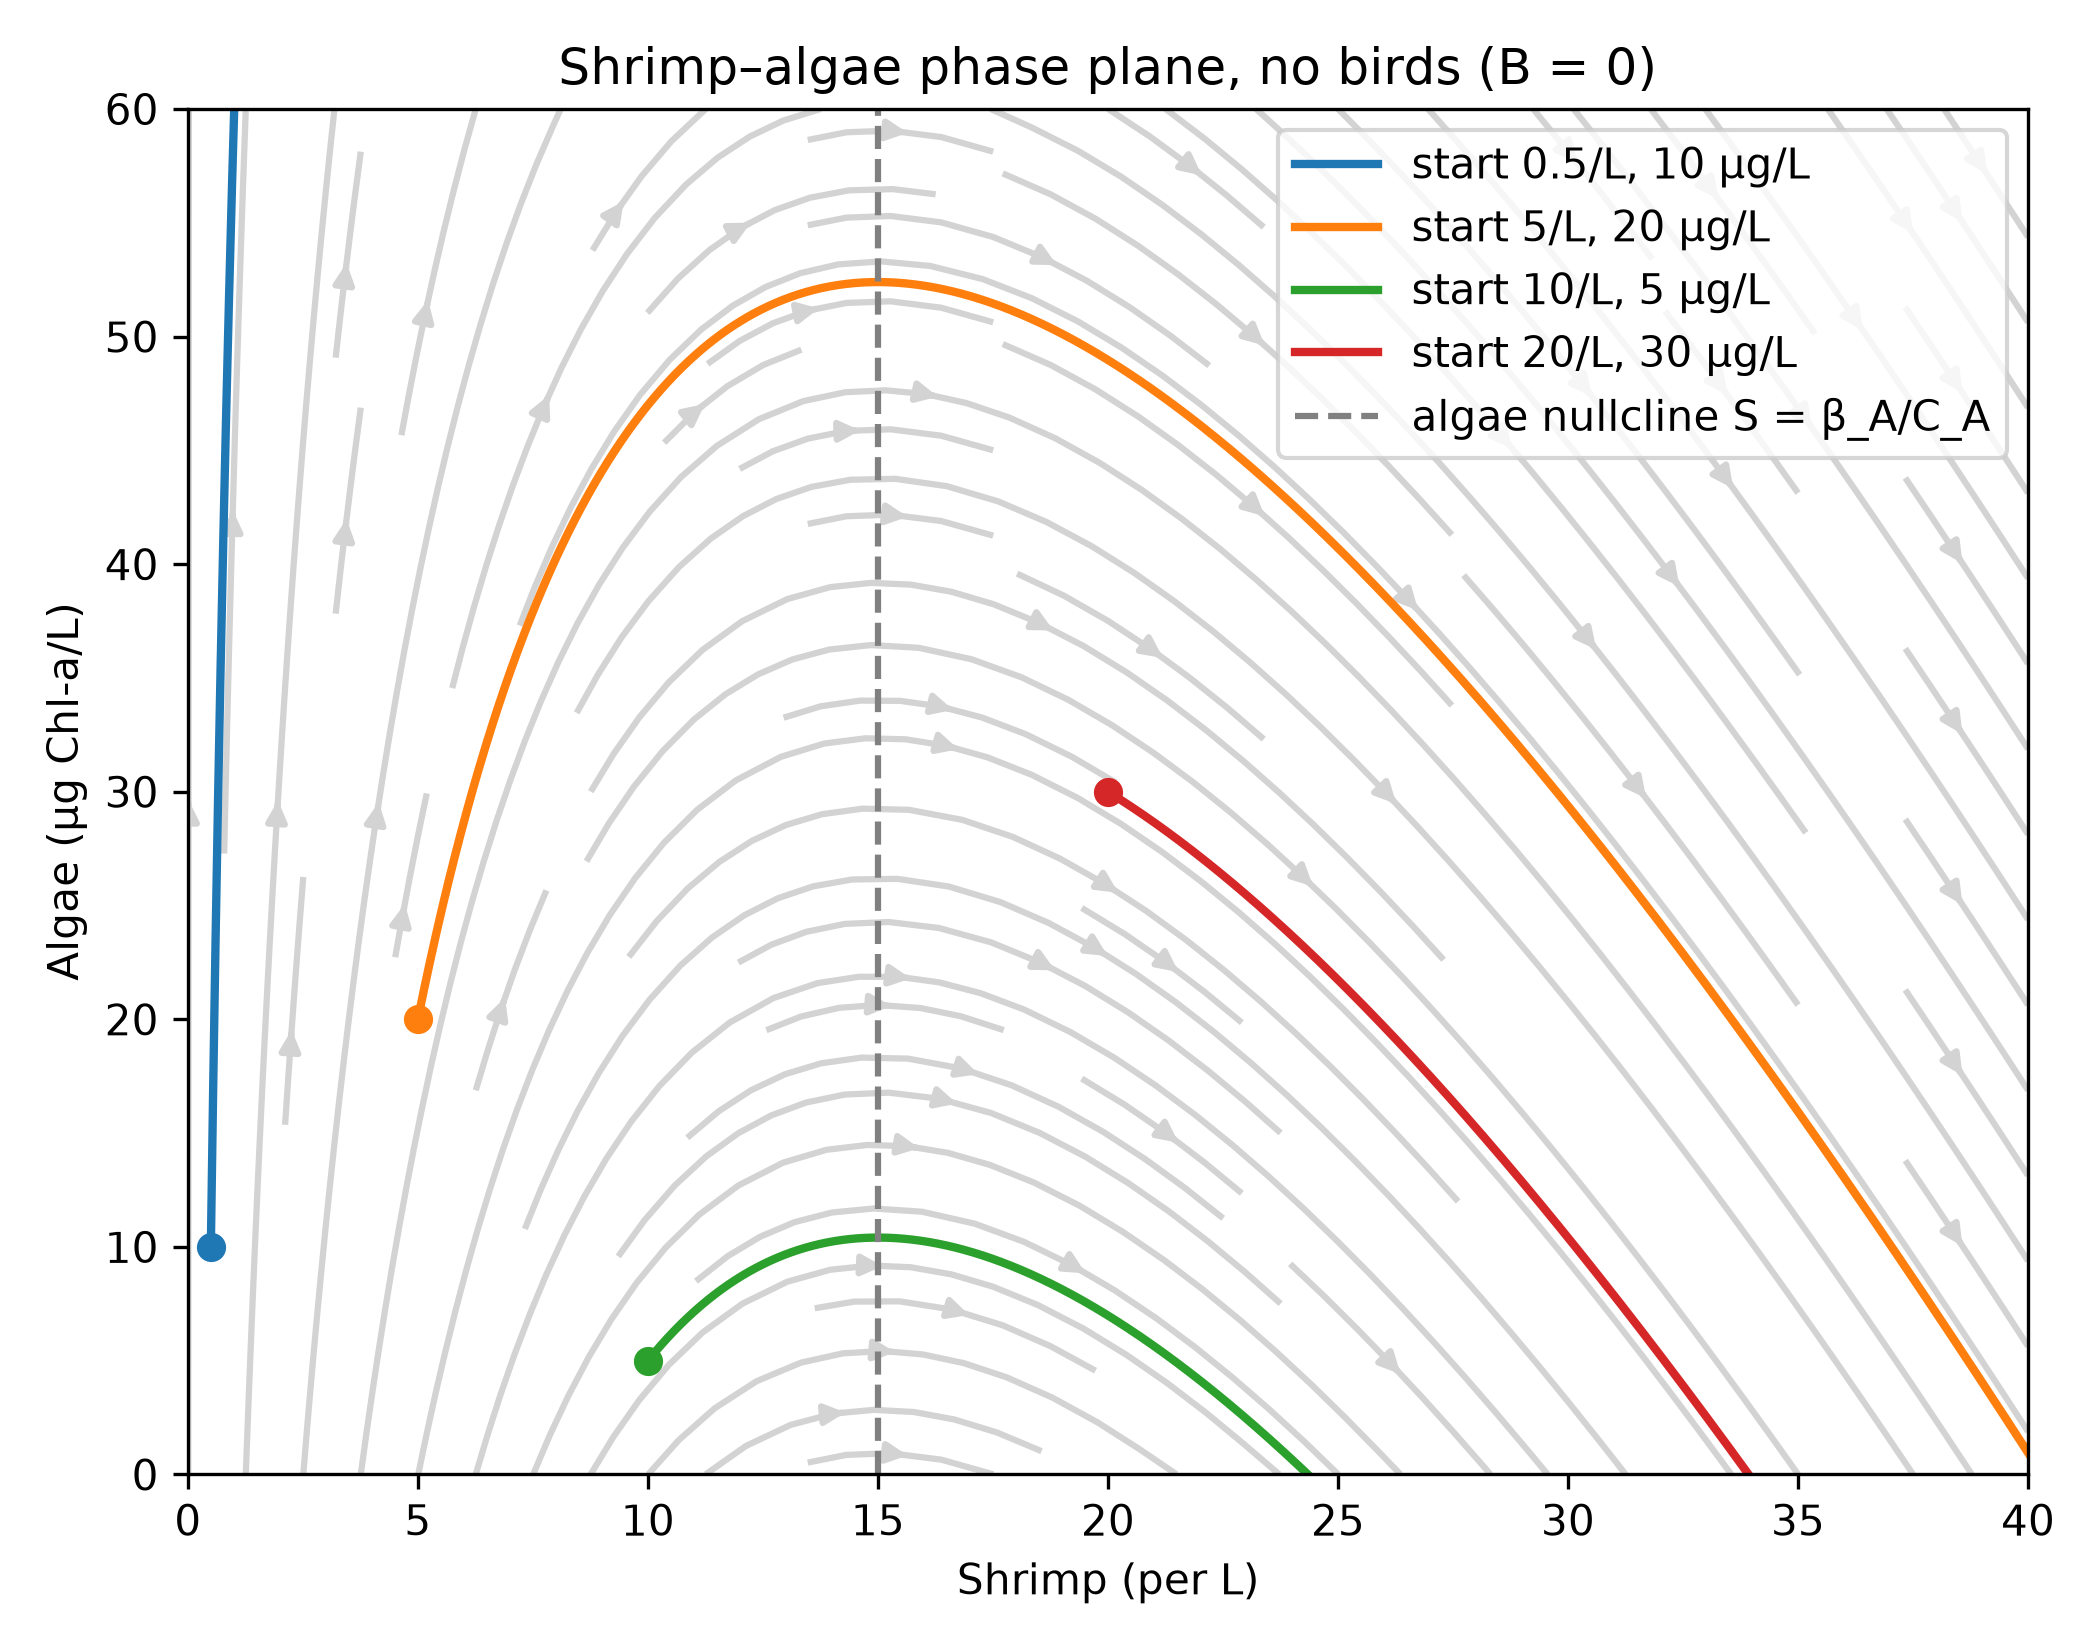 Shrimp–algae phase plane, no birds (B = 0)
start 0.5/L, 10 µg/L
start 5/L, 20 µg/L
start 10/L, 5 µg/L
start 20/L, 30 µg/L
algae nullcline S = β_A/C_A
Algae (µg Chl-a/L)
60
50
40
30
20
10
0
0 5 10 15 20 25 30 35 40
Shrimp (per L)